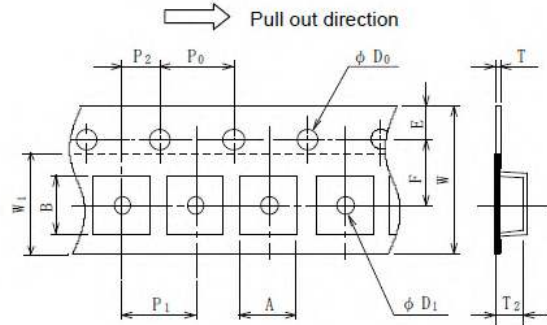 Pull out direction
P2 P0 φ D0 T
E
F W
W1 B
P1 A φ D1 T2